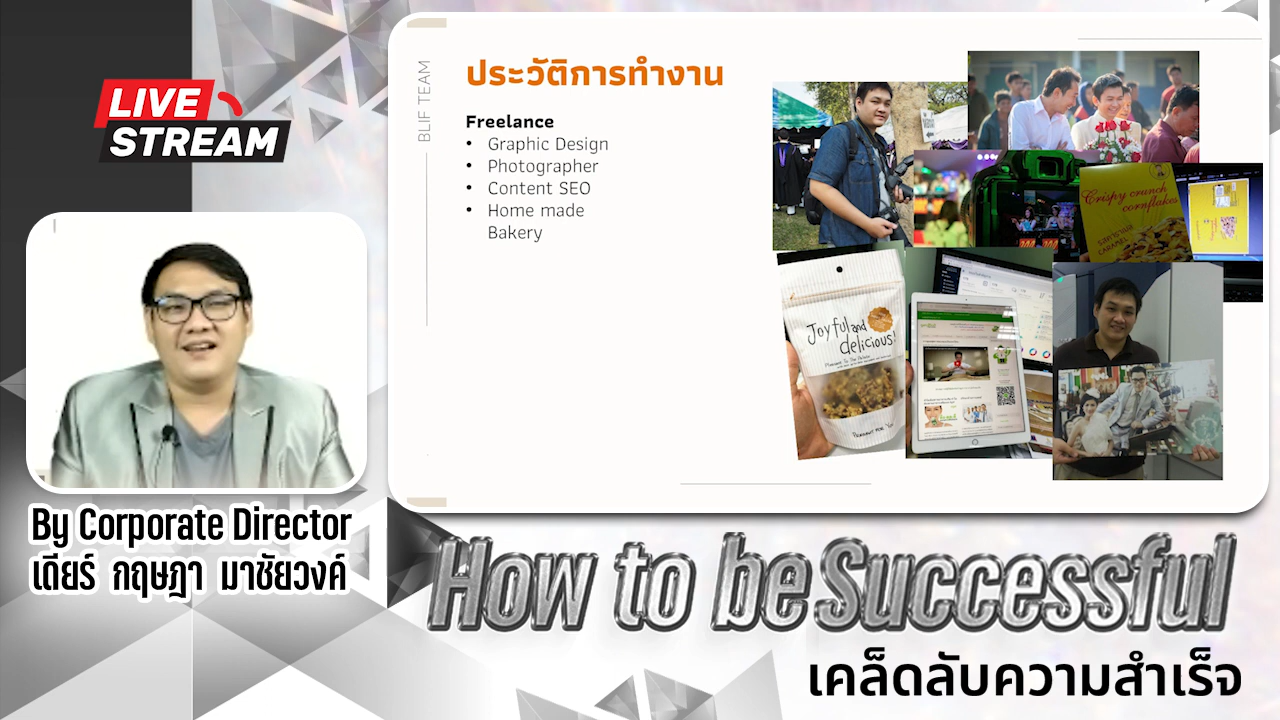 LIVE
STREAM
BLIF TEAM
ประวัติการทำงาน
Freelance
• Graphic Design
• Photographer
• Content SEO
• Home made
Bakery
Crispy crunch
cornflakes
CARAMEL
Joyful and
delicious!
By Corporate Director
เดียร์ กฤษฎา มาชัยวงค์
How to be Successful
เคล็ดลับความสำเร็จ